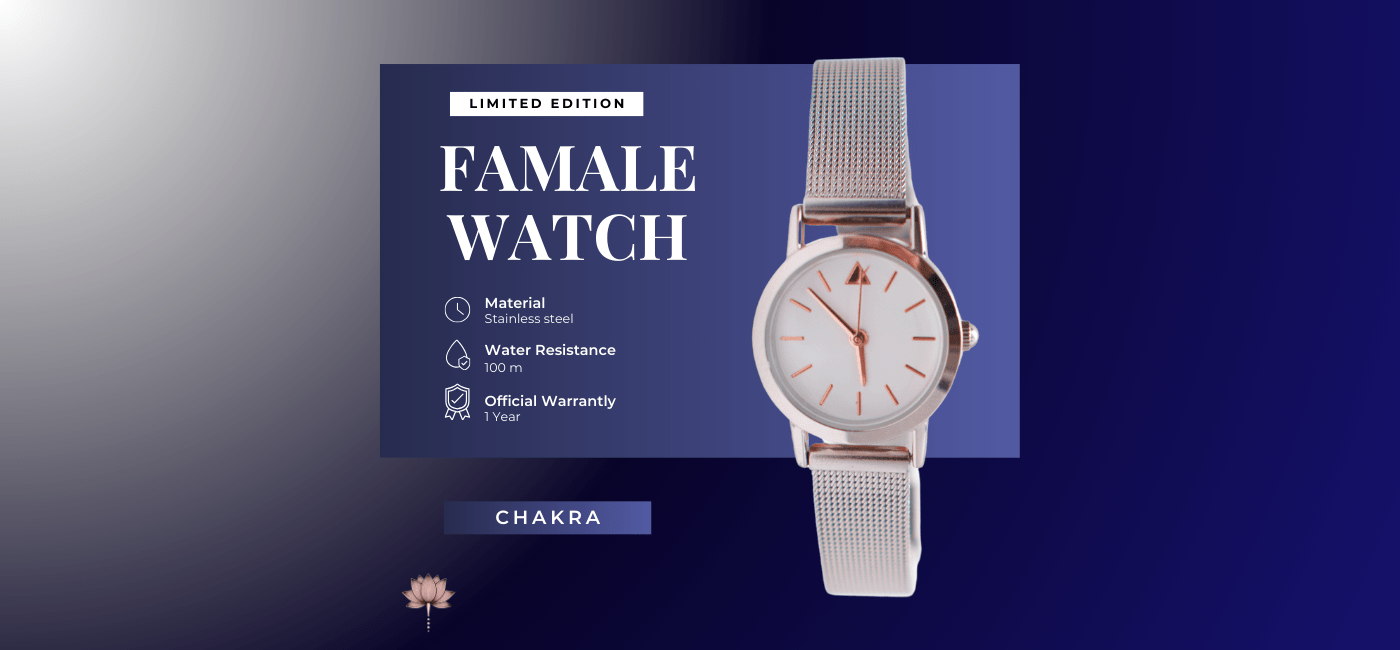 LIMITED EDITION
FAMALE
WATCH
Material
Stainless steel
Water Resistance
100 m
Official Warrantly
1 Year
CHAKRA